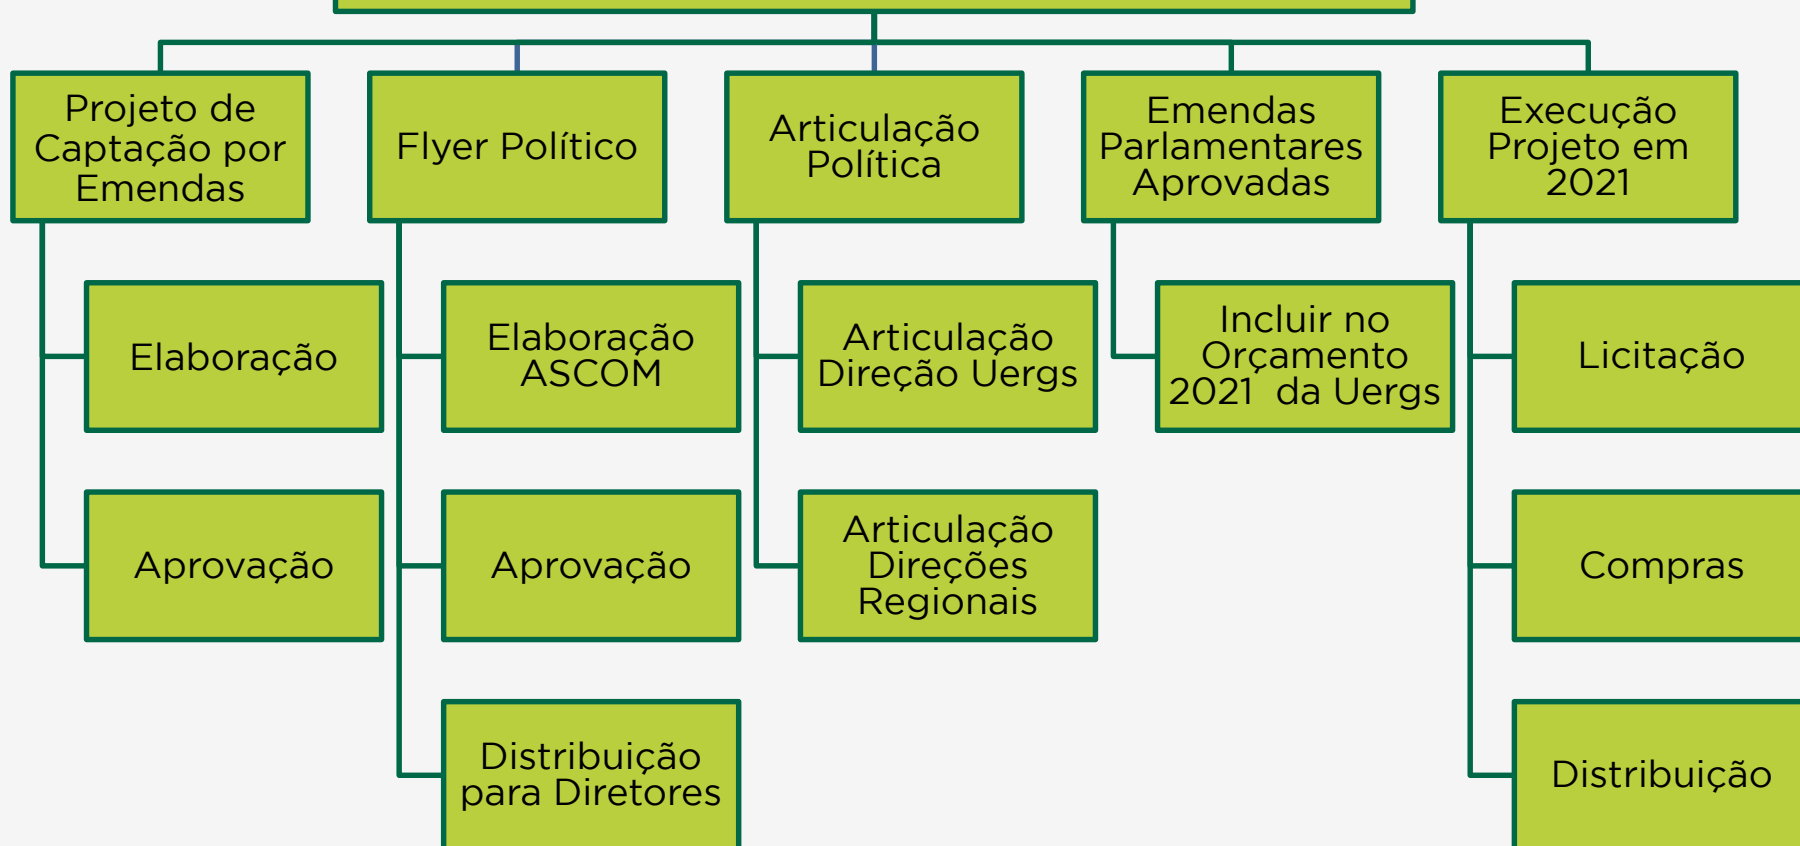 Projeto de
Captação por
Emendas
Flyer Político
Articulação
Política
Emendas
Parlamentares
Aprovadas
Execução
Projeto em
2021
Elaboração
Elaboração
ASCOM
Articulação
Direção Uergs
Incluir no
Orçamento
2021  da Uergs
Licitação
Aprovação
Aprovação
Articulação
Direções
Regionais
Compras
Distribuição
para Diretores
Distribuição